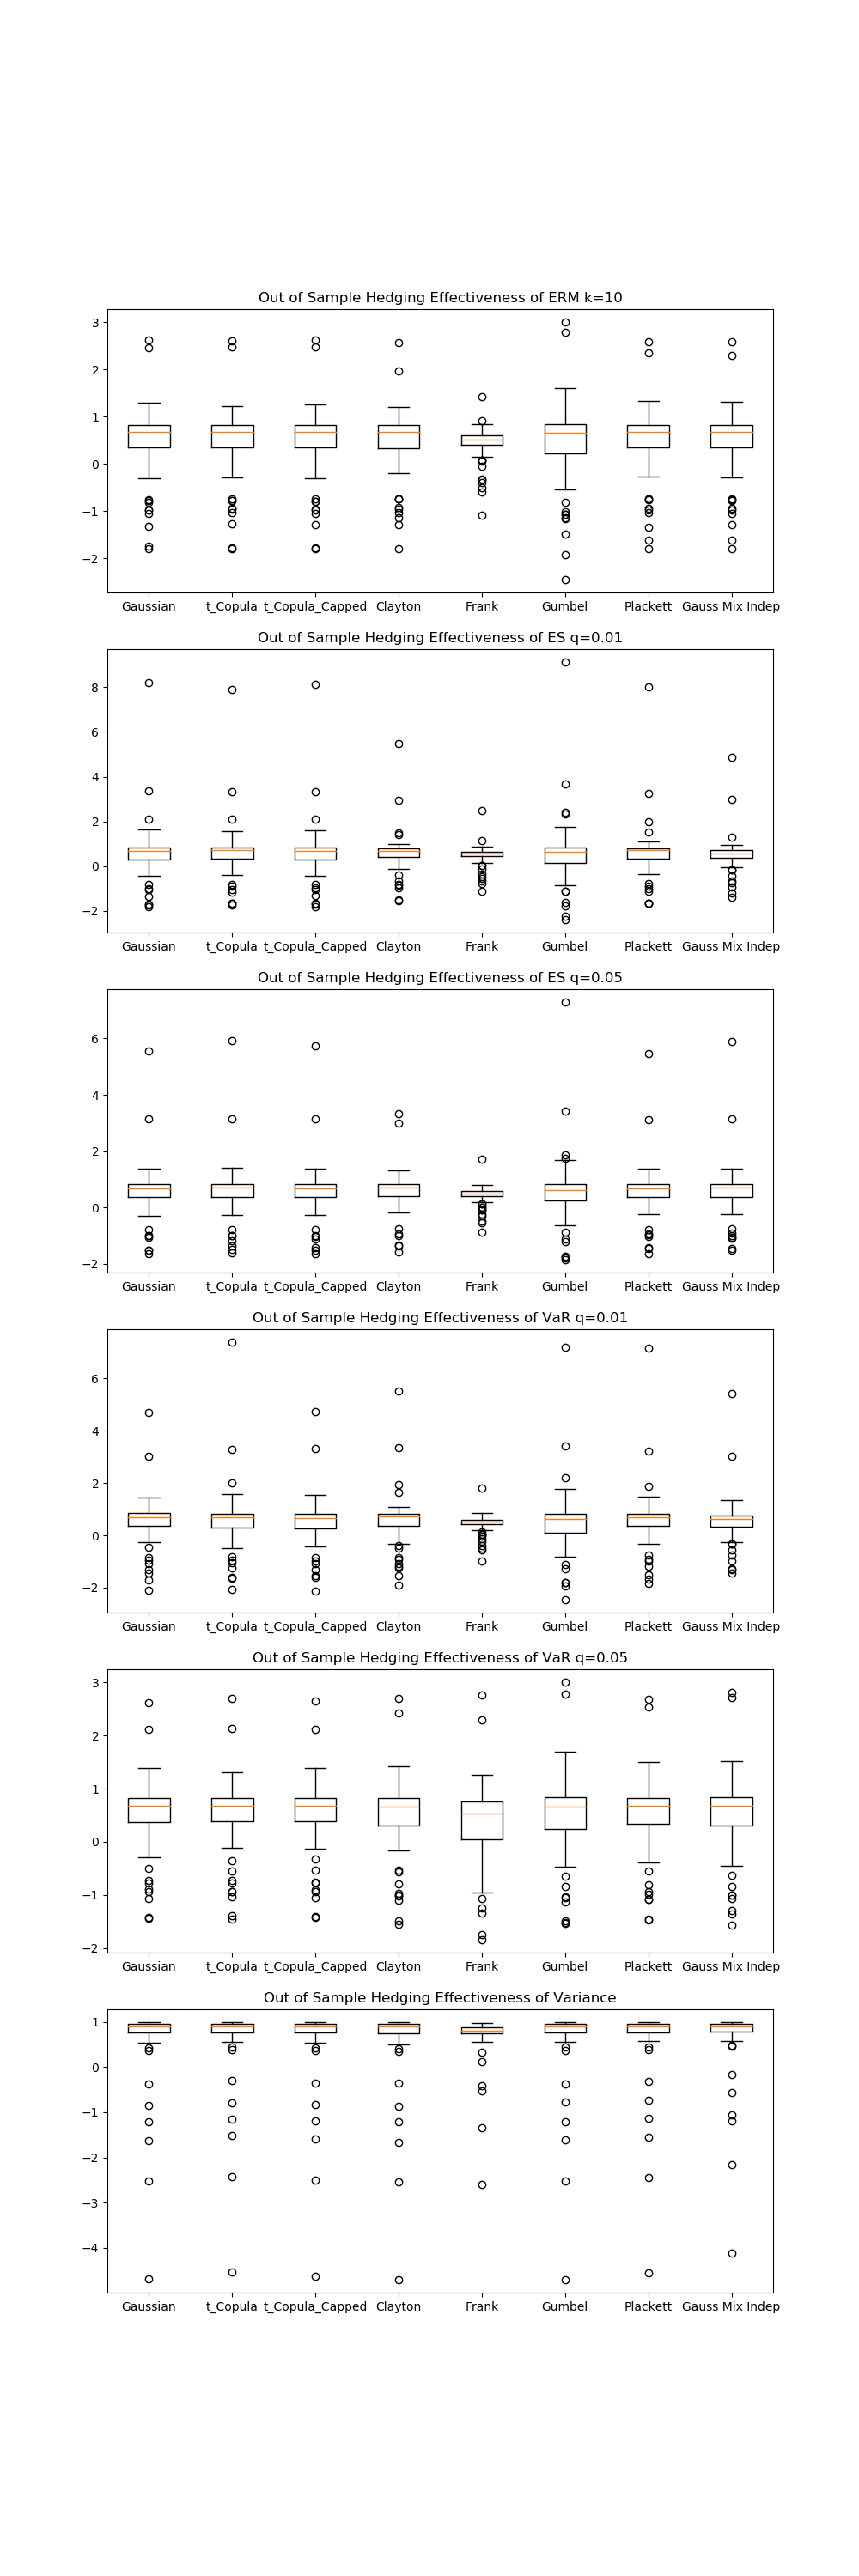 Out of Sample Hedging Effectiveness of ERM k=10
3
2
1
0
−1
−2
Gaussian t_Copula t_Copula_Capped Clayton Frank Gumbel Plackett Gauss Mix Indep
Out of Sample Hedging Effectiveness of ES q=0.01
8
6
4
2
0
−2
Gaussian t_Copula t_Copula_Capped Clayton Frank Gumbel Plackett Gauss Mix Indep
Out of Sample Hedging Effectiveness of ES q=0.05
6
4
2
0
−2
Gaussian t_Copula t_Copula_Capped Clayton Frank Gumbel Plackett Gauss Mix Indep
Out of Sample Hedging Effectiveness of VaR q=0.01
6
4
2
0
−2
Gaussian t_Copula t_Copula_Capped Clayton Frank Gumbel Plackett Gauss Mix Indep
Out of Sample Hedging Effectiveness of VaR q=0.05
3
2
1
0
−1
−2
Gaussian t_Copula t_Copula_Capped Clayton Frank Gumbel Plackett Gauss Mix Indep
Out of Sample Hedging Effectiveness of Variance
1
0
−1
−2
−3
−4
Gaussian t_Copula t_Copula_Capped Clayton Frank Gumbel Plackett Gauss Mix Indep